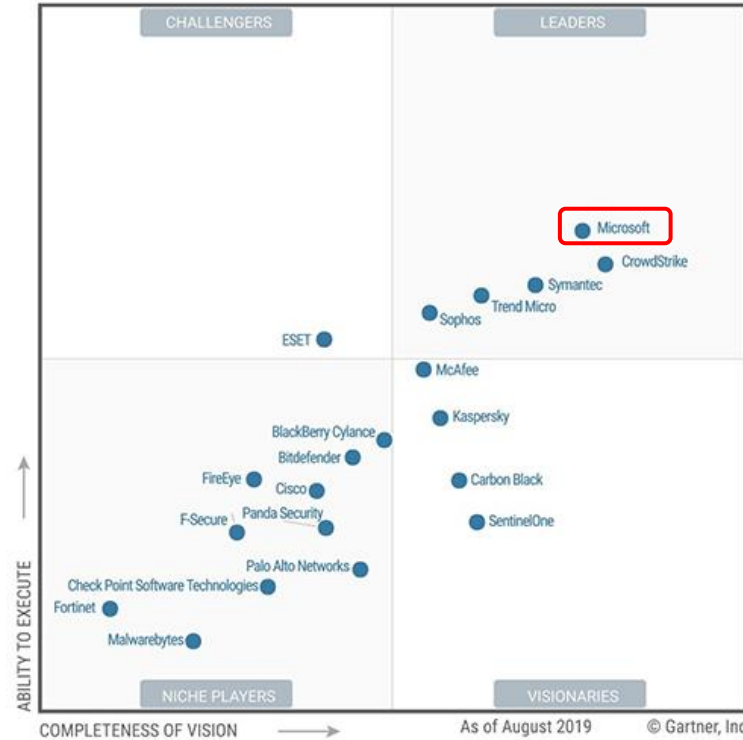 CHALLENGERS
LEADERS
Microsoft
CrowdStrike
Symantec
Trend Micro
Sophos
ESET
McAfee
Kaspersky
BlackBerry Cylance
Bitdefender
FireEye
Cisco
Carbon Black
Panda Security
F-Secure
SentinelOne
Palo Alto Networks
Check Point Software Technologies
Fortinet
Malwarebytes
ABILITY TO EXECUTE
NICHE PLAYERS
VISIONARIES
COMPLETENESS OF VISION
As of August 2019
© Gartner, Inc